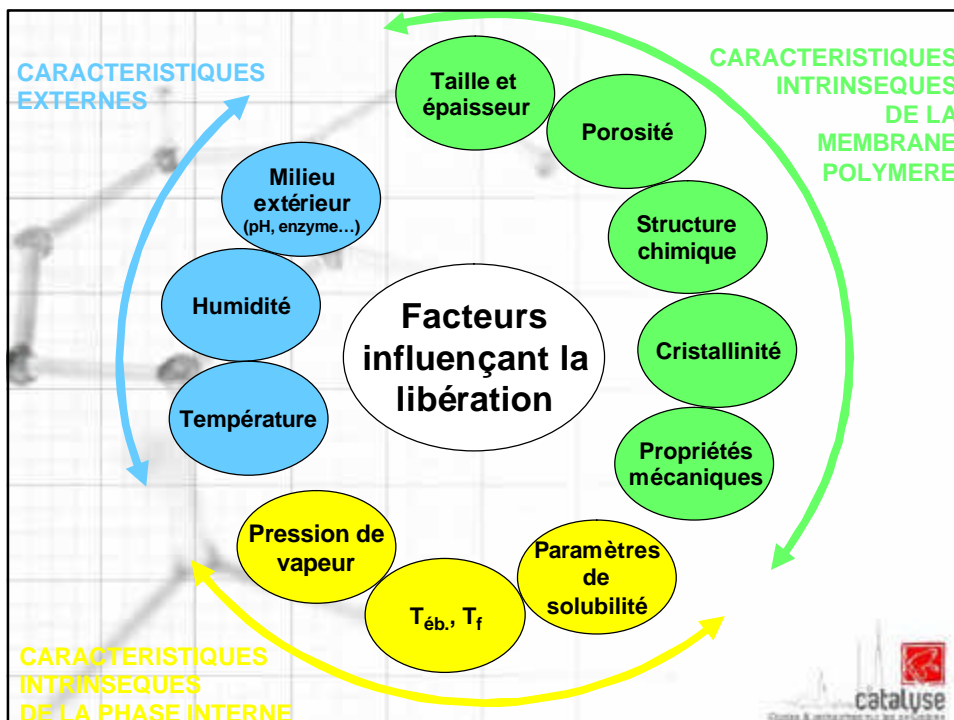 CARACTERISTIQUES
EXTERNES
CARACTERISTIQUES
INTRINSEQUES
DE LA
MEMBRANE
POLYMERE
Taille et
épaisseur
Porosité
Structure
chimique
Cristallinité
Propriétés
mécaniques
Milieu
extérieur
(pH, enzyme…)
Humidité
Température
Facteurs
influençant la
libération
Pression de
vapeur
Téb., Tf
Paramètres
de
solubilité
CARACTERISTIQUES
INTRINSEQUES
DE LA PHASE INTERNE
catalyse